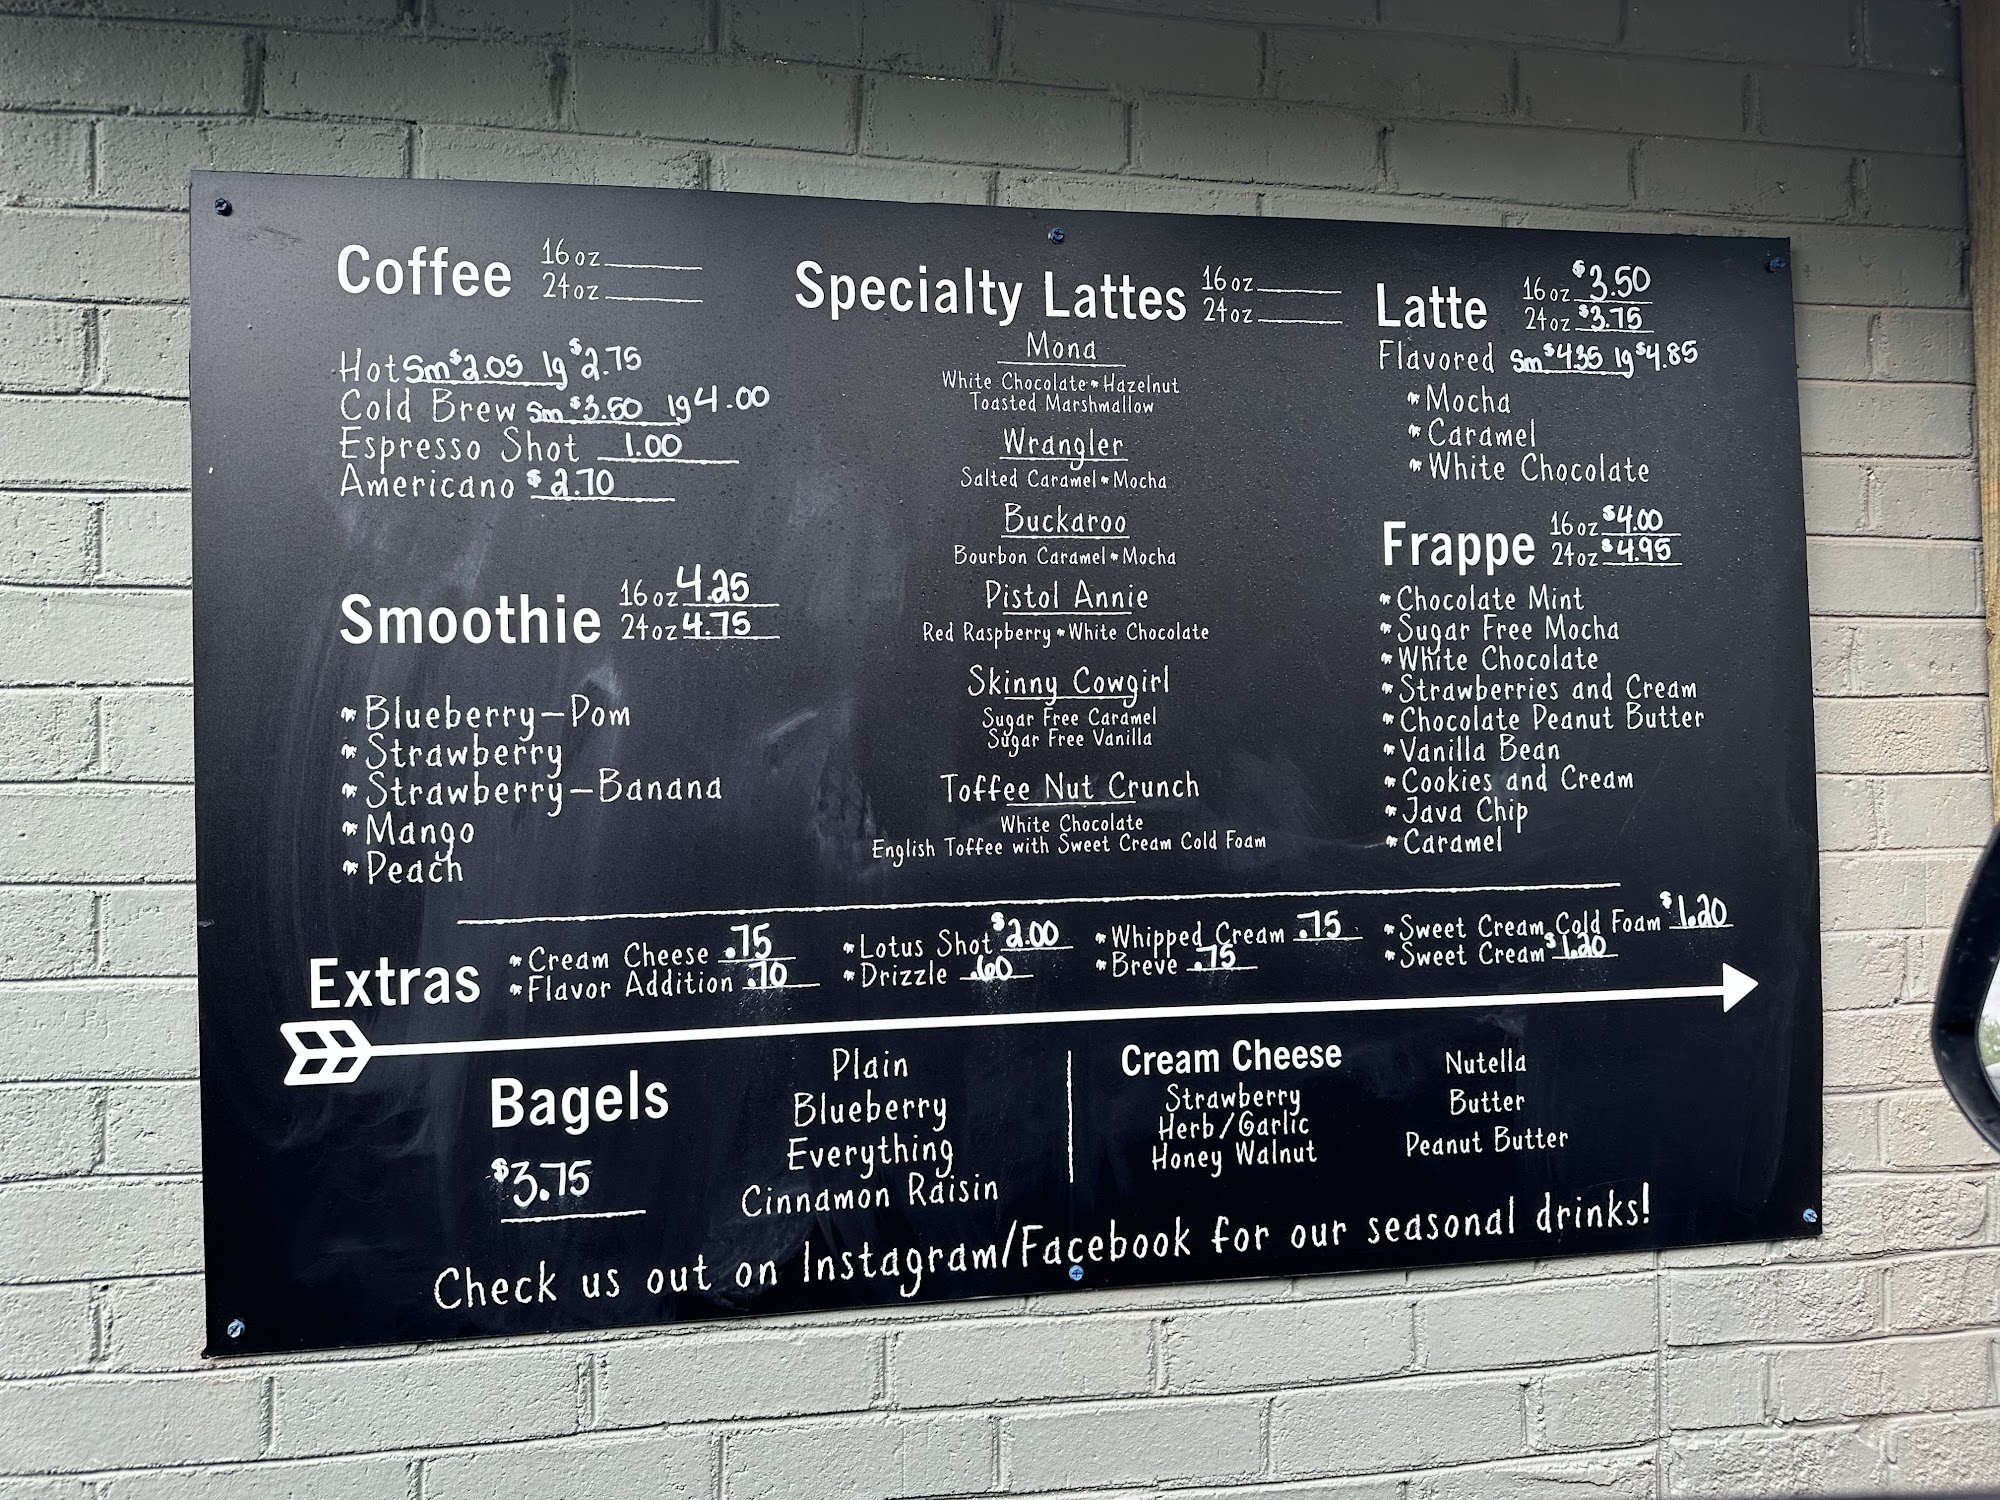 Coffee 16oz
24oz
Hot Sm $2.05 lg $2.75
Cold Brew Sm $3.50 lg 4.00
Espresso Shot 1.00
Americano $2.70
Smoothie 16oz 4.25
24oz 4.75
Blueberry-Pom
Strawberry
Strawberry-Banana
Mango
Peach
Specialty Lattes 16oz
24oz
Mona
White Chocolate * Hazelnut
Toasted Marshmallow
Wrangler
Salted Caramel * Mocha
Buckaroo
Bourbon Caramel * Mocha
Pistol Annie
Red Raspberry * White Chocolate
Skinny Cowgirl
Sugar Free Caramel
Sugar Free Vanilla
Toffee Nut Crunch
White Chocolate
English Toffee with Sweet Cream Cold Foam
Latte 16oz $3.50
24oz $3.75
Flavored Sm $4.35 lg $4.85
* Mocha
* Caramel
* White Chocolate
Frappe 16oz $4.00
24oz $4.95
* Chocolate Mint
* Sugar Free Mocha
* White Chocolate
* Strawberries and Cream
* Chocolate Peanut Butter
* Vanilla Bean
* Cookies and Cream
* Java Chip
* Caramel
Extras
* Cream Cheese .75
* Flavor Addition .70
* Lotus Shot $2.00
* Drizzle .60
* Whipped Cream .75
* Breve .75
* Sweet Cream Cold Foam $1.20
* Sweet Cream $1.20
Bagels
$3.75
Plain
Blueberry
Everything
Cinnamon Raisin
Cream Cheese
Strawberry
Herb/Garlic
Honey Walnut
Nutella
Butter
Peanut Butter
Check us out on Instagram/Facebook for our seasonal drinks!